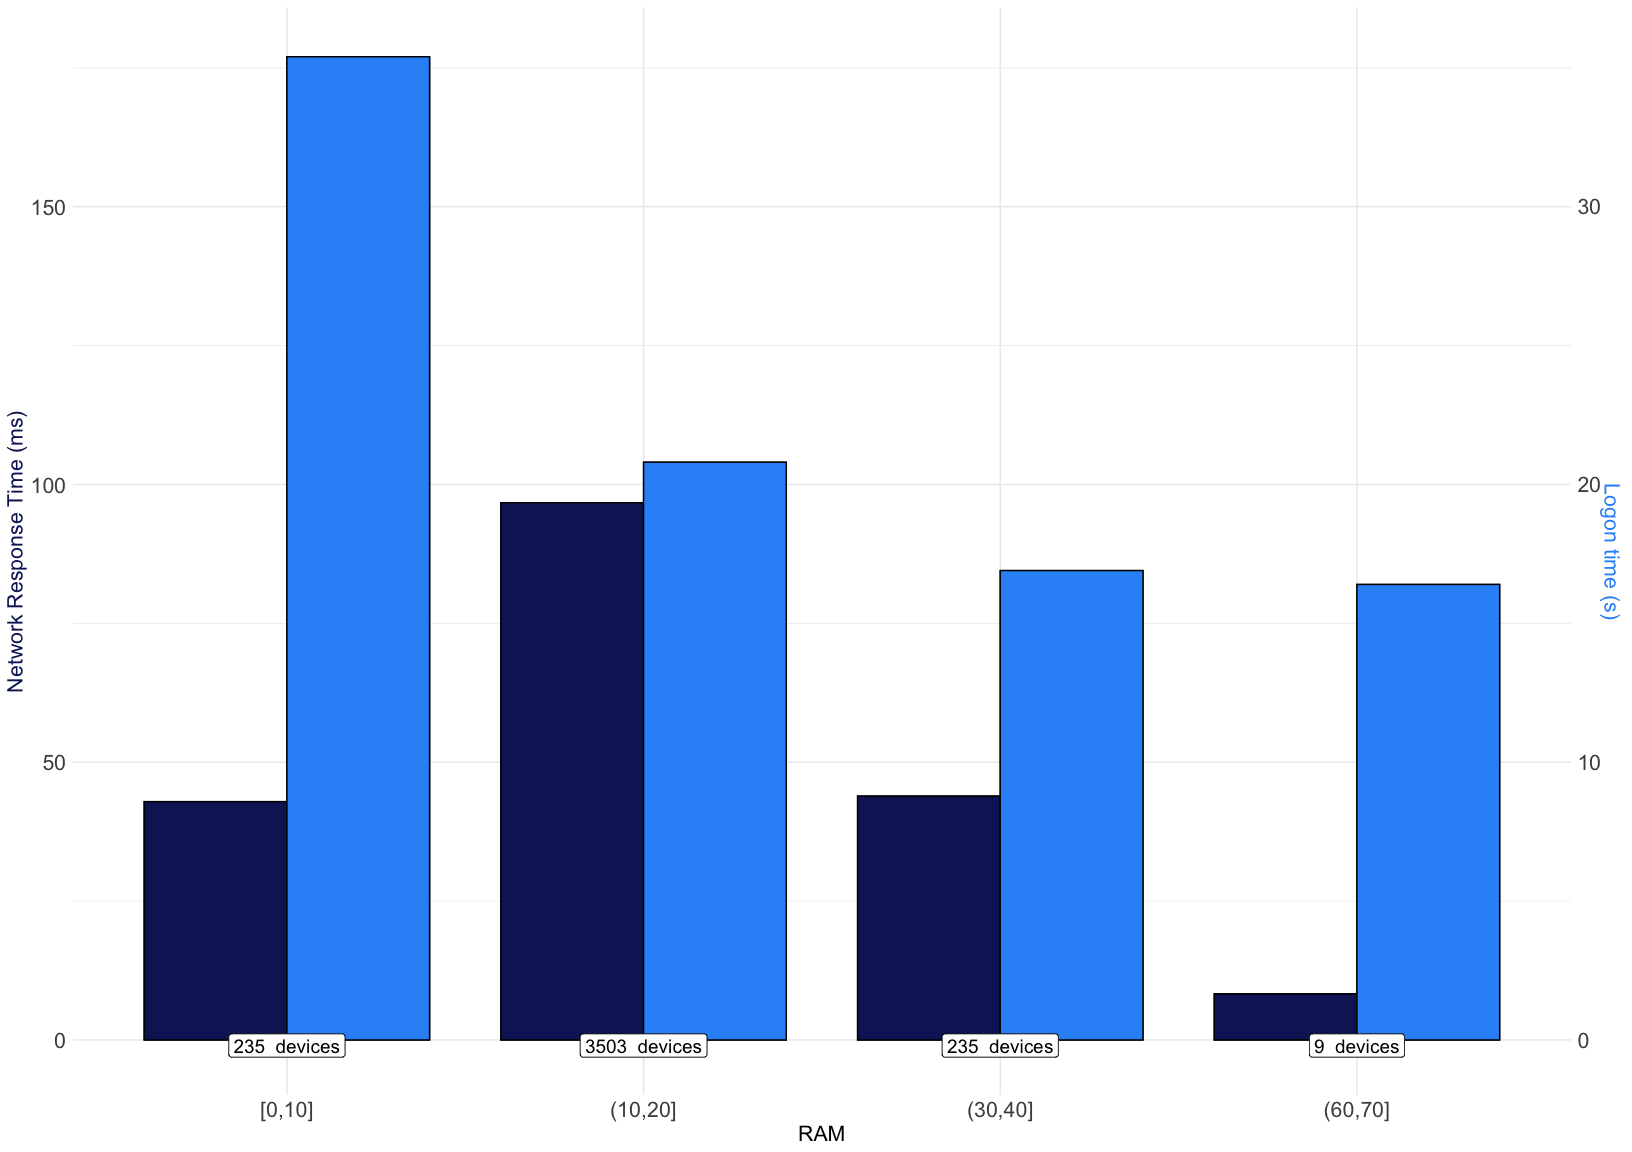 Network Response Time (ms)
150
100
50
0
30
20
10
0
Logon time (s)
235 devices
3503 devices
235 devices
9 devices
[0,10]
(10,20]
(30,40]
(60,70]
RAM